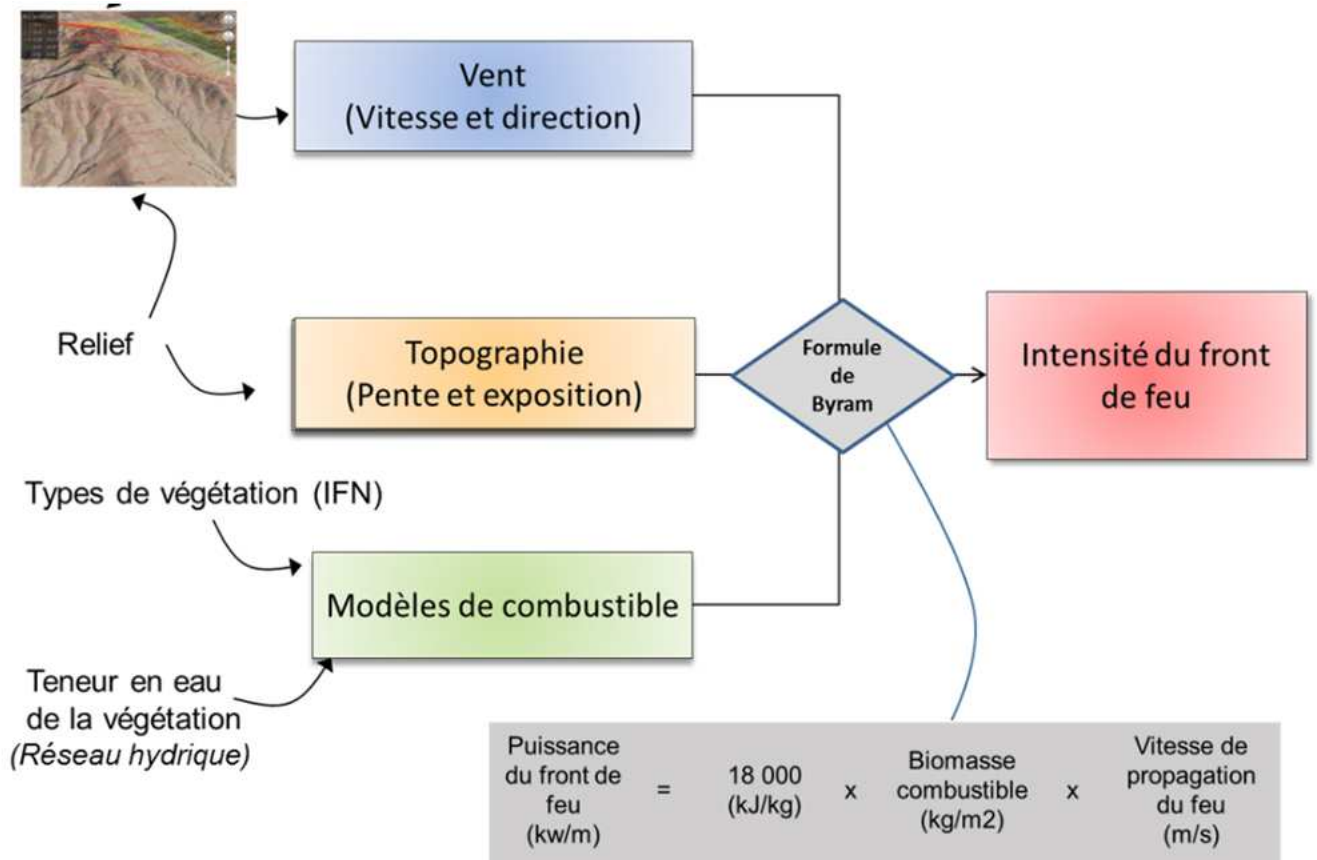 Vent
(Vitesse et direction)
Relief
Topographie
(Pente et exposition)
Formule
de
Byram
Intensité du front
de feu
Types de végétation (IFN)
Modèles de combustible
Teneur en eau
de la végétation
(Réseau hydrique)
Puissance
du front de
feu
(kw/m)
=
18 000
(kJ/kg)
x
Biomasse
combustible
(kg/m2)
x
Vitesse de
propagation
du feu
(m/s)